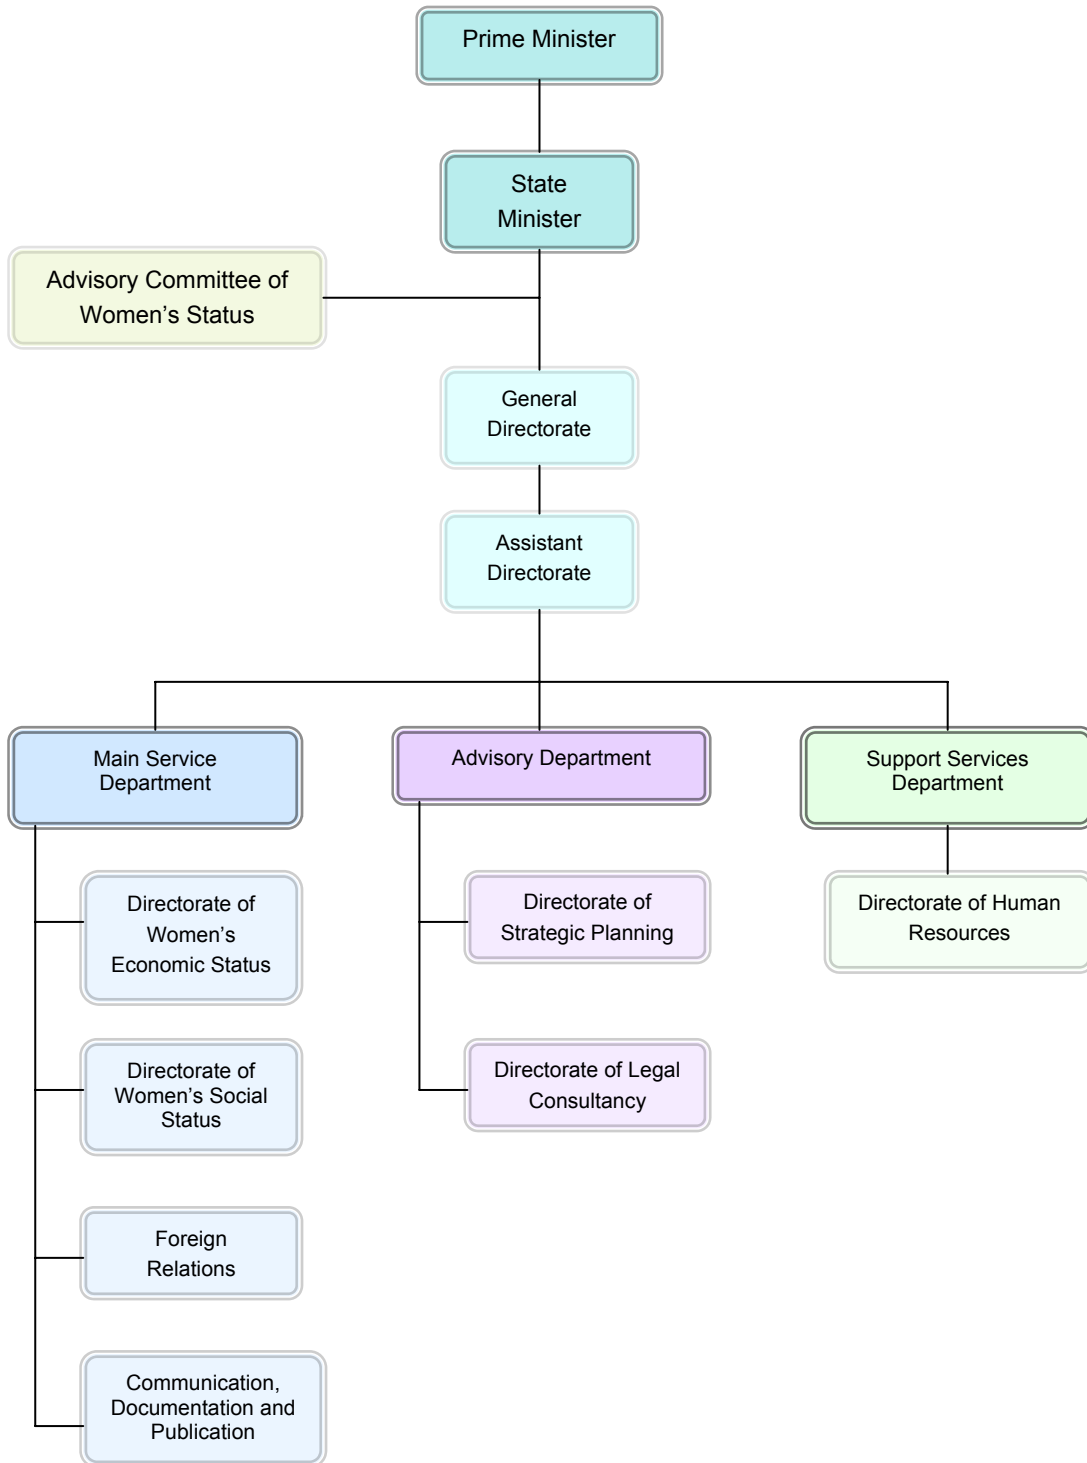 Prime Minister
State
Minister
Advisory Committee of
Women’s Status
General
Directorate
Assistant
Directorate
Main Service
Department
Advisory Department
Support Services
Department
Directorate of
Women’s
Economic Status
Directorate of
Strategic Planning
Directorate of Human
Resources
Directorate of
Women’s Social
Status
Directorate of Legal
Consultancy
Foreign
Relations
Communication,
Documentation and
Publication